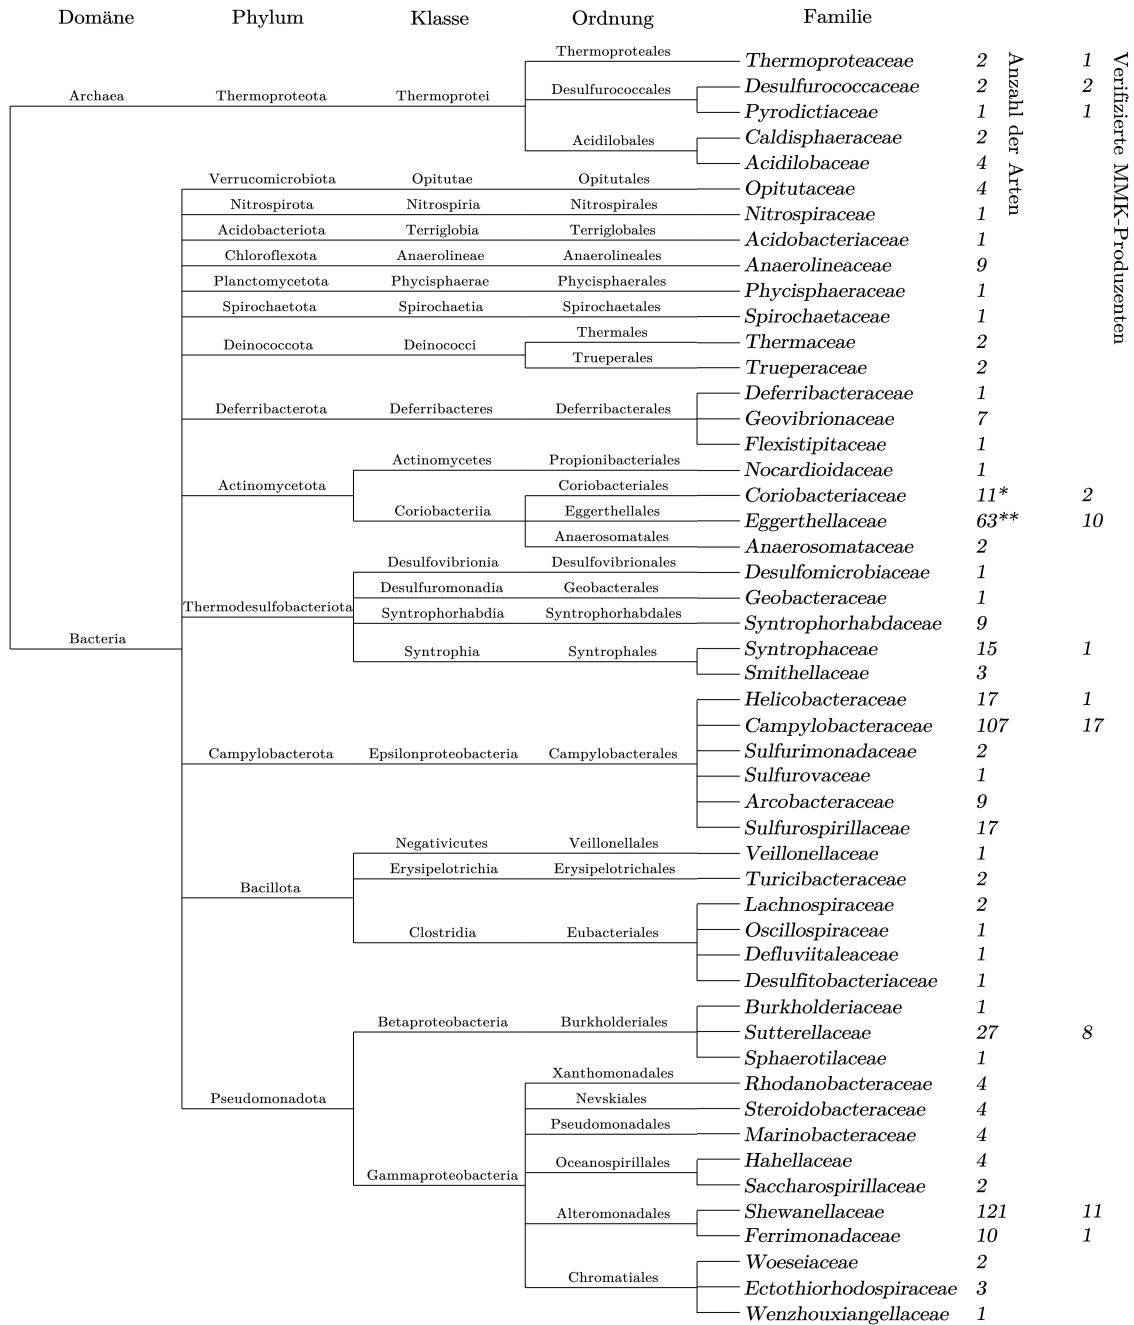 Domäne Phylum Klasse Ordnung Familie
Anzahl der Arten
Verifizierte MMK-Produzenten
Thermoproteales
Thermoproteaceae 2 1
Archaea Thermoproteota Thermoprotei
Desulfurococcales
Desulfurococcaceae 2 2
Pyrodictiaceae 1 1
Acidilobales
Caldisphaeraceae 2
Acidilobaceae 4
Verrucomicrobiota Opitutae Opitutales
Opitutaceae 4
Nitrospirota Nitrospiria Nitrospirales
Nitrospiraceae 1
Acidobacteriota Terriglobia Terriglobales
Acidobacteriaceae 1
Chloroflexota Anaerolineae Anaerolineales
Anaerolineaceae 9
Planctomycetota Phycisphaerae Phycisphaerales
Phycisphaeraceae 1
Spirochaetota Spirochaetia Spirochaetales
Spirochaetaceae 1
Deinococcota Deinococci
Thermales
Thermaceae 2
Trueperales
Trueperaceae 2
Deferribacterota Deferribacteres Deferribacterales
Deferribacteraceae 1
Geovibrionaceae 7
Flexistipitaceae 1
Actinomycetota
Actinomycetes Propionibacteriales
Nocardioidaceae 1
Coriobacteriia
Coriobacteriales
Coriobacteriaceae 11* 2
Eggerthellales
Eggerthellaceae 63** 10
Anaerosomatales
Anaerosomataceae 2
Bacteria
Thermodesulfobacteriota
Desulfovibrionia Desulfovibrionales
Desulfomicrobiaceae 1
Desulfuromonadia Geobacterales
Geobacteraceae 1
Syntrophorhabdia Syntrophorhabdales
Syntrophorhabdaceae 9
Syntrophia Syntrophales
Syntrophaceae 15 1
Smithellaceae 3
Campylobacterota Epsilonproteobacteria Campylobacterales
Helicobacteraceae 17 1
Campylobacteraceae 107 17
Sulfurimonadaceae 2
Sulfurovaceae 1
Arcobacteraceae 9
Sulfurospirillaceae 17
Bacillota
Negativicutes Veillonellales
Veillonellaceae 1
Erysipelotrichia Erysipelotrichales
Turicibacteraceae 2
Clostridia Eubacteriales
Lachnospiraceae 2
Oscillospiraceae 1
Defluviitaleaceae 1
Desulfitobacteriaceae 1
Pseudomonadota
Betaproteobacteria Burkholderiales
Burkholderiaceae 1
Sutterellaceae 27 8
Sphaerotilaceae 1
Gammaproteobacteria
Xanthomonadales
Rhodanobacteraceae 4
Nevskiales
Steroidobacteraceae 4
Pseudomonadales
Marinobacteraceae 4
Oceanospirillales
Hahellaceae 4
Saccharospirillaceae 2
Alteromonadales
Shewanellaceae 121 11
Ferrimonadaceae 10 1
Chromatiales
Woeseiaceae 2
Ectothiorhodospiraceae 3
Wenzhouxiangellaceae 1